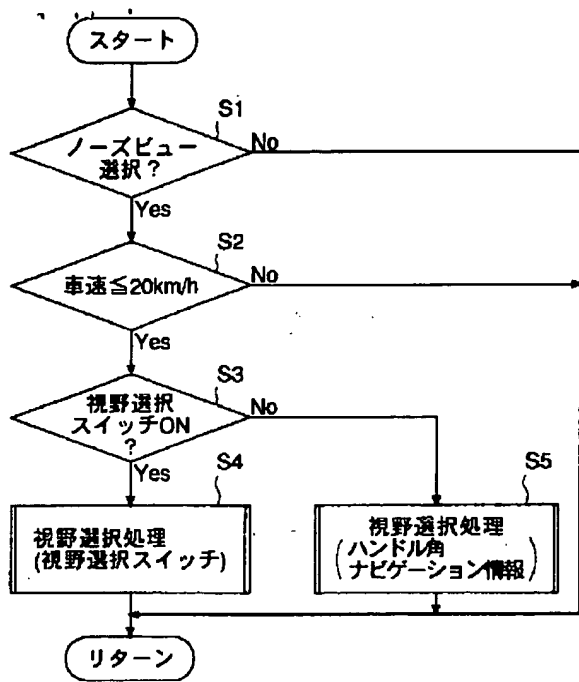 スタート
S1
ノーズビュー
選択？
No
Yes
S2
車速≦20km/h
No
Yes
S3
視野選択
スイッチON
？
No
Yes
S4
視野選択処理
(視野選択スイッチ)
S5
視野選択処理
(ハンドル角
ナビゲーション情報)
リターン